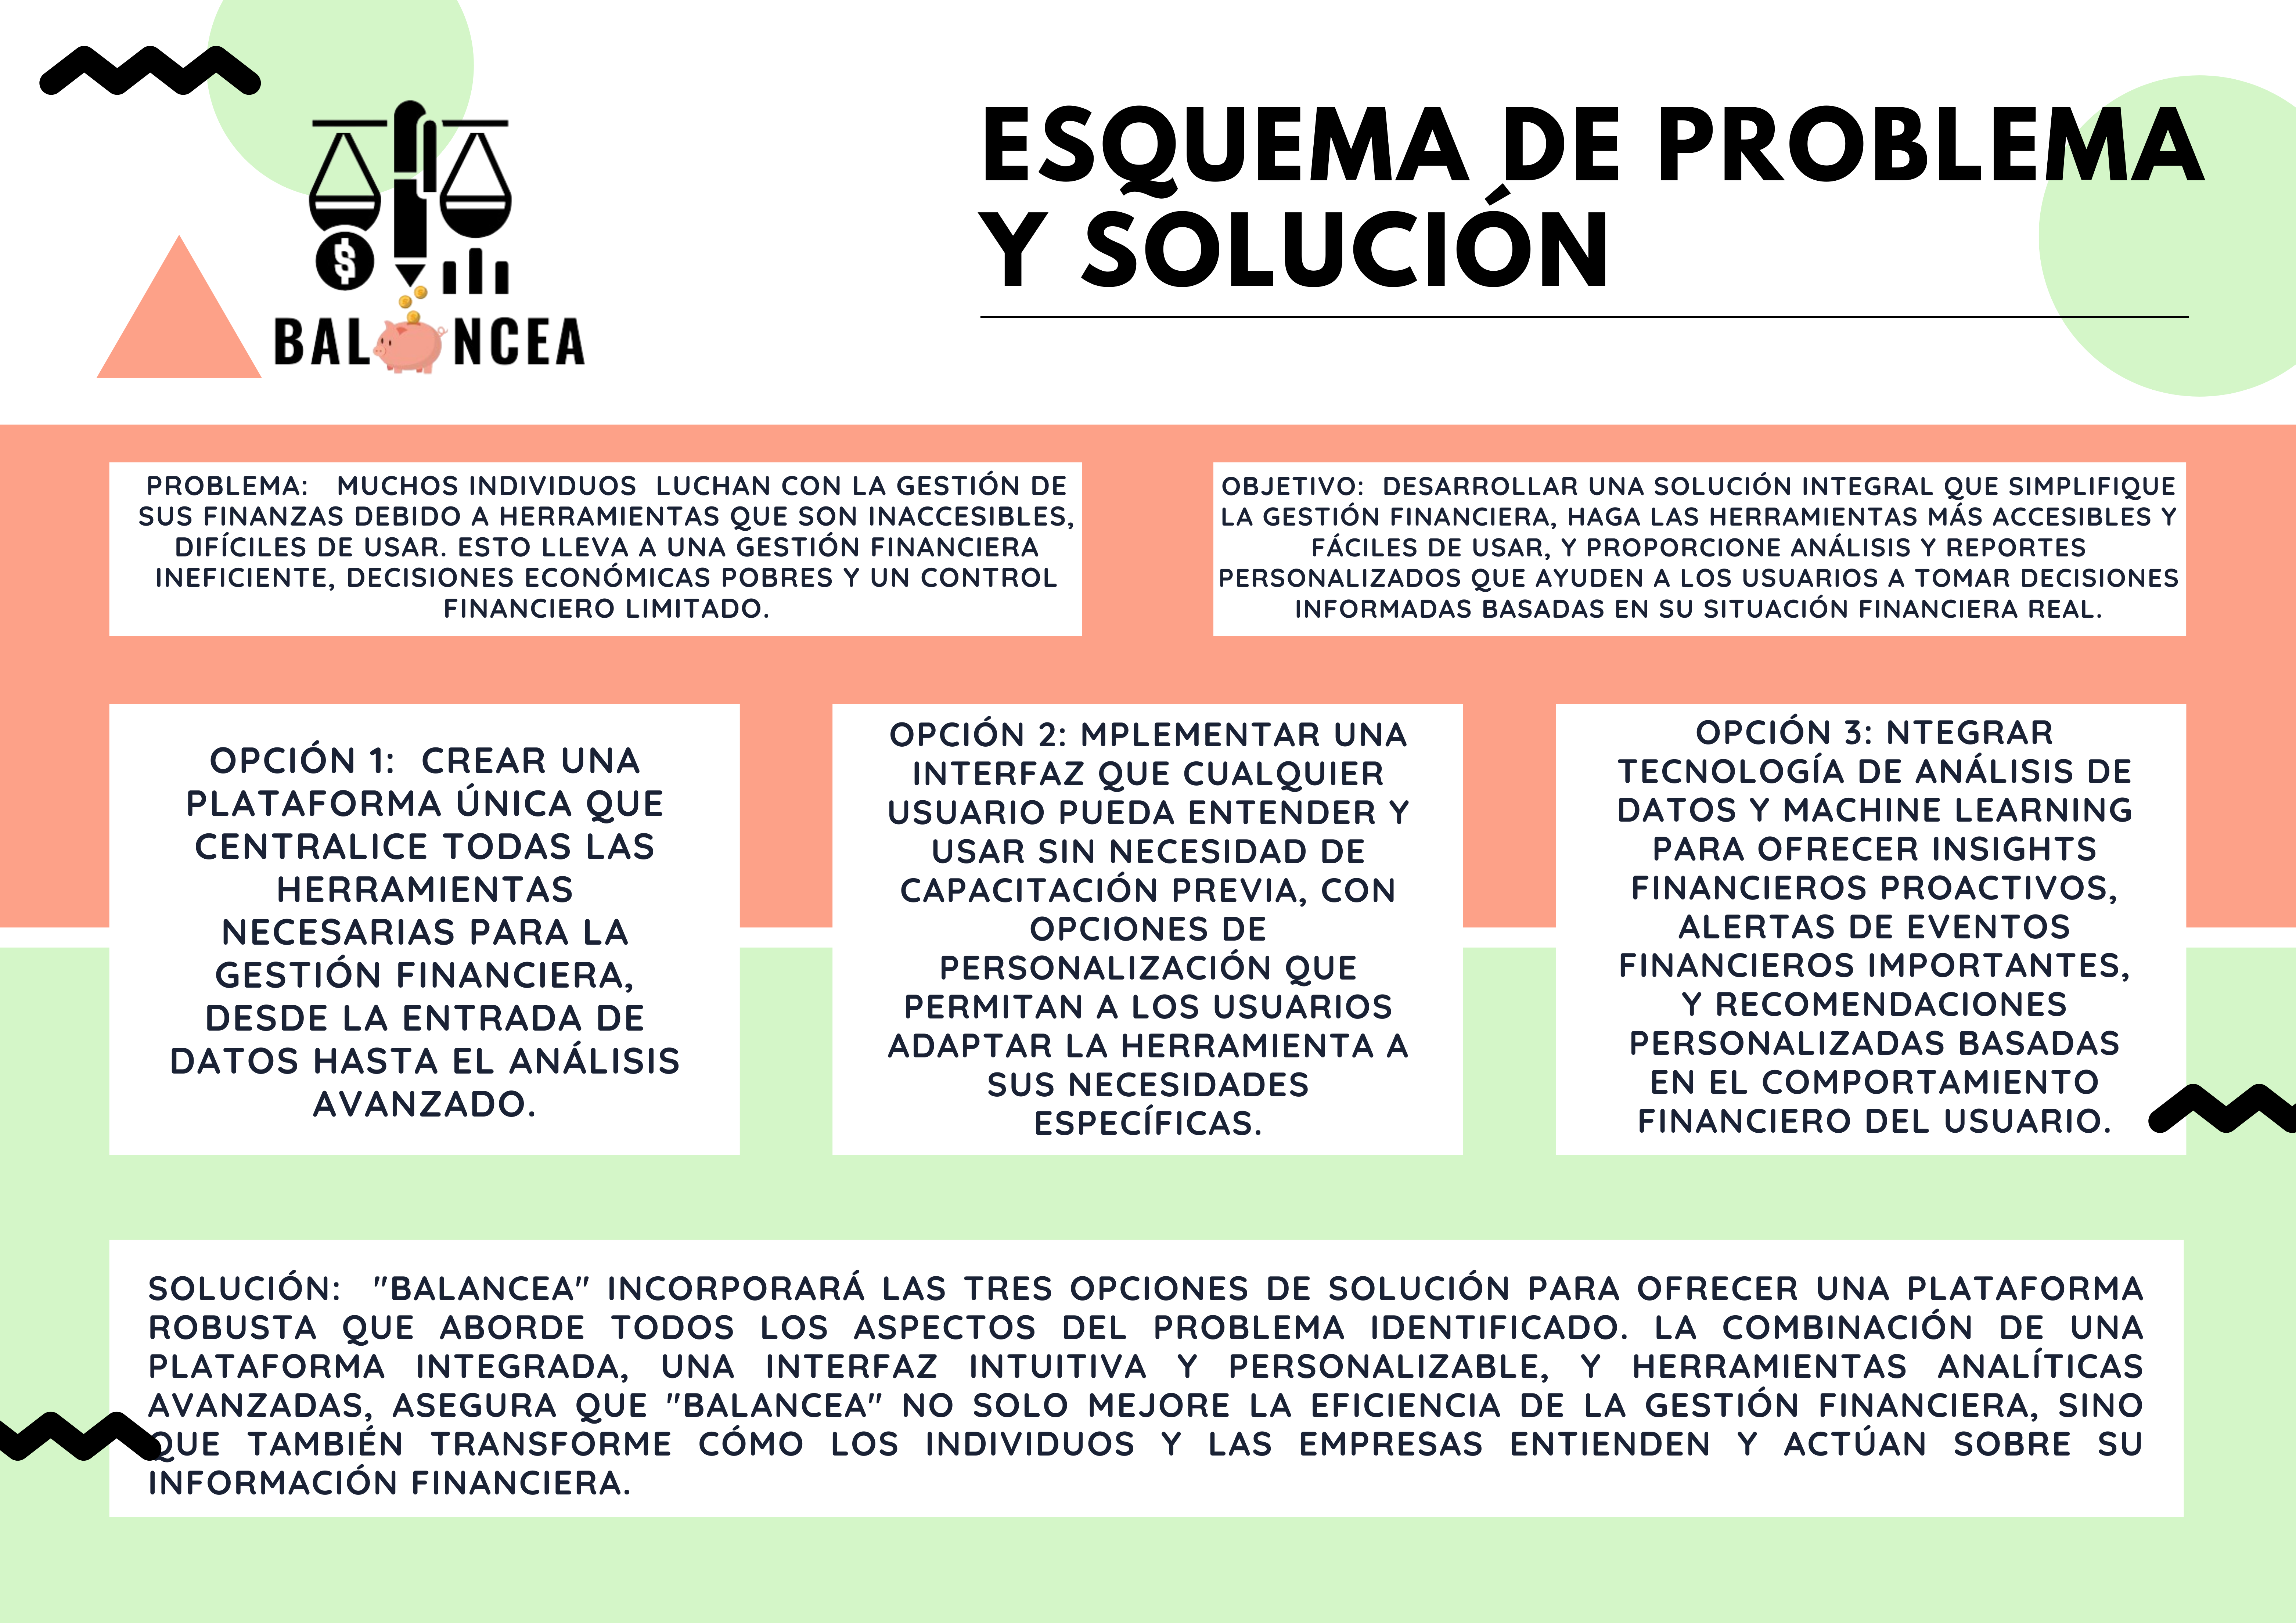 ESQUEMA DE PROBLEMA
Y SOLUCIÓN
$
BALANCEA
PROBLEMA: MUCHOS INDIVIDUOS LUCHAN CON LA GESTIÓN DE
SUS FINANZAS DEBIDO A HERRAMIENTAS QUE SON INACCESIBLES,
DIFÍCILES DE USAR. ESTO LLEVA A UNA GESTIÓN FINANCIERA
INEFICIENTE, DECISIONES ECONÓMICAS POBRES Y UN CONTROL
FINANCIERO LIMITADO.
OBJETIVO: DESARROLLAR UNA SOLUCIÓN INTEGRAL QUE SIMPLIFIQUE
LA GESTIÓN FINANCIERA, HAGA LAS HERRAMIENTAS MÁS ACCESIBLES Y
FÁCILES DE USAR, Y PROPORCIONE ANÁLISIS Y REPORTES
PERSONALIZADOS QUE AYUDEN A LOS USUARIOS A TOMAR DECISIONES
INFORMADAS BASADAS EN SU SITUACIÓN FINANCIERA REAL.
OPCIÓN 1: CREAR UNA
PLATAFORMA ÚNICA QUE
CENTRALICE TODAS LAS
HERRAMIENTAS
NECESARIAS PARA LA
GESTIÓN FINANCIERA,
DESDE LA ENTRADA DE
DATOS HASTA EL ANÁLISIS
AVANZADO.
OPCIÓN 2: MPLEMENTAR UNA
INTERFAZ QUE CUALQUIER
USUARIO PUEDA ENTENDER Y
USAR SIN NECESIDAD DE
CAPACITACIÓN PREVIA, CON
OPCIONES DE
PERSONALIZACIÓN QUE
PERMITAN A LOS USUARIOS
ADAPTAR LA HERRAMIENTA A
SUS NECESIDADES
ESPECÍFICAS.
OPCIÓN 3: NTEGRAR
TECNOLOGÍA DE ANÁLISIS DE
DATOS Y MACHINE LEARNING
PARA OFRECER INSIGHTS
FINANCIEROS PROACTIVOS,
ALERTAS DE EVENTOS
FINANCIEROS IMPORTANTES,
Y RECOMENDACIONES
PERSONALIZADAS BASADAS
EN EL COMPORTAMIENTO
FINANCIERO DEL USUARIO.
SOLUCIÓN: "BALANCEA" INCORPORARÁ LAS TRES OPCIONES DE SOLUCIÓN PARA OFRECER UNA PLATAFORMA
ROBUSTA QUE ABORDE TODOS LOS ASPECTOS DEL PROBLEMA IDENTIFICADO. LA COMBINACIÓN DE UNA
PLATAFORMA INTEGRADA, UNA INTERFAZ INTUITIVA Y PERSONALIZABLE, Y HERRAMIENTAS ANALÍTICAS
AVANZADAS, ASEGURA QUE "BALANCEA" NO SOLO MEJORE LA EFICIENCIA DE LA GESTIÓN FINANCIERA, SINO
QUE TAMBIÉN TRANSFORME CÓMO LOS INDIVIDUOS Y LAS EMPRESAS ENTIENDEN Y ACTÚAN SOBRE SU
INFORMACIÓN FINANCIERA.